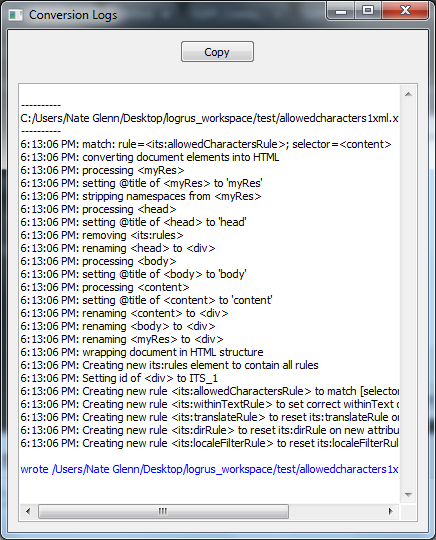 Conversion Logs
Copy
----------
C:/Users/Nate Glenn/Desktop/logrus_workspace/test/allowedcharacters1xml.x
----------
6:13:06 PM: match: rule=<its:allowedCharactersRule>; selector=<content>
6:13:06 PM: converting document elements into HTML
6:13:06 PM: processing <myRes>
6:13:06 PM: setting @title of <myRes> to 'myRes'
6:13:06 PM: stripping namespaces from <myRes>
6:13:06 PM: processing <head>
6:13:06 PM: setting @title of <head> to 'head'
6:13:06 PM: removing <its:rules>
6:13:06 PM: renaming <head> to <div>
6:13:06 PM: processing <body>
6:13:06 PM: setting @title of <body> to 'body'
6:13:06 PM: processing <content>
6:13:06 PM: setting @title of <content> to 'content'
6:13:06 PM: renaming <content> to <div>
6:13:06 PM: renaming <body> to <div>
6:13:06 PM: renaming <myRes> to <div>
6:13:06 PM: wrapping document in HTML structure
6:13:06 PM: Creating new its:rules element to contain all rules
6:13:06 PM: Setting id of <div> to ITS_1
6:13:06 PM: Creating new rule <its:allowedCharactersRule> to match [selector
6:13:06 PM: Creating new rule <its:withinTextRule> to set correct withinText
6:13:06 PM: Creating new rule <its:translateRule> to reset its:translateRule
6:13:06 PM: Creating new rule <its:dirRule> to reset its:dirRule on new attribu
6:13:06 PM: Creating new rule <its:localeFilterRule> to reset its:localeFilterRul
wrote /Users/Nate Glenn/Desktop/logrus_workspace/test/allowedcharacters1x